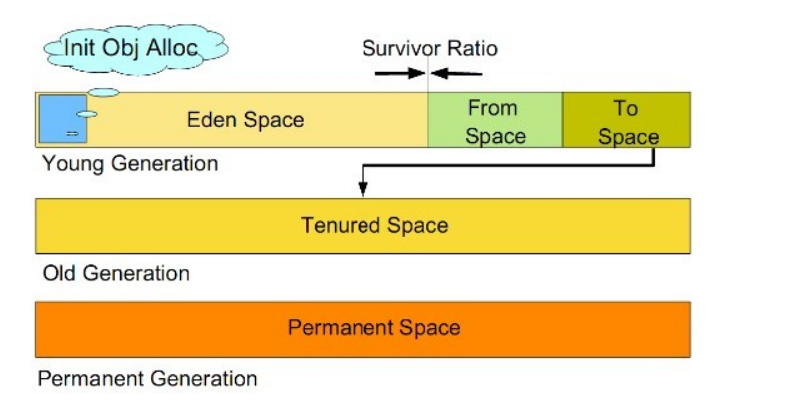 Init Obj Alloc
Survivor Ratio
Eden Space
From
Space
To
Space
Young Generation
Tenured Space
Old Generation
Permanent Space
Permanent Generation